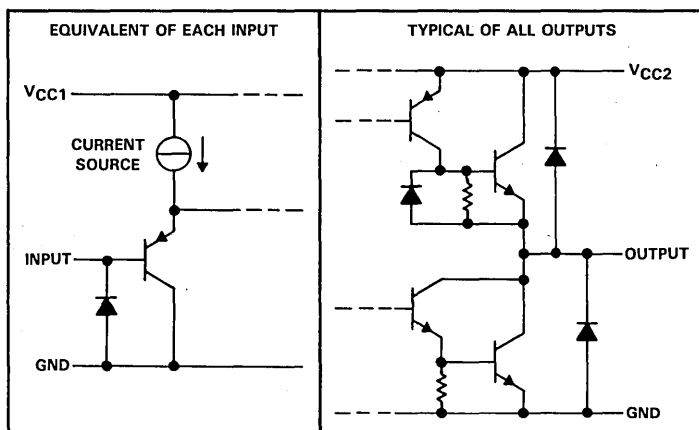 EQUIVALENT OF EACH INPUT
VCC1
CURRENT
SOURCE
INPUT
GND
TYPICAL OF ALL OUTPUTS
VCC2
OUTPUT
GND